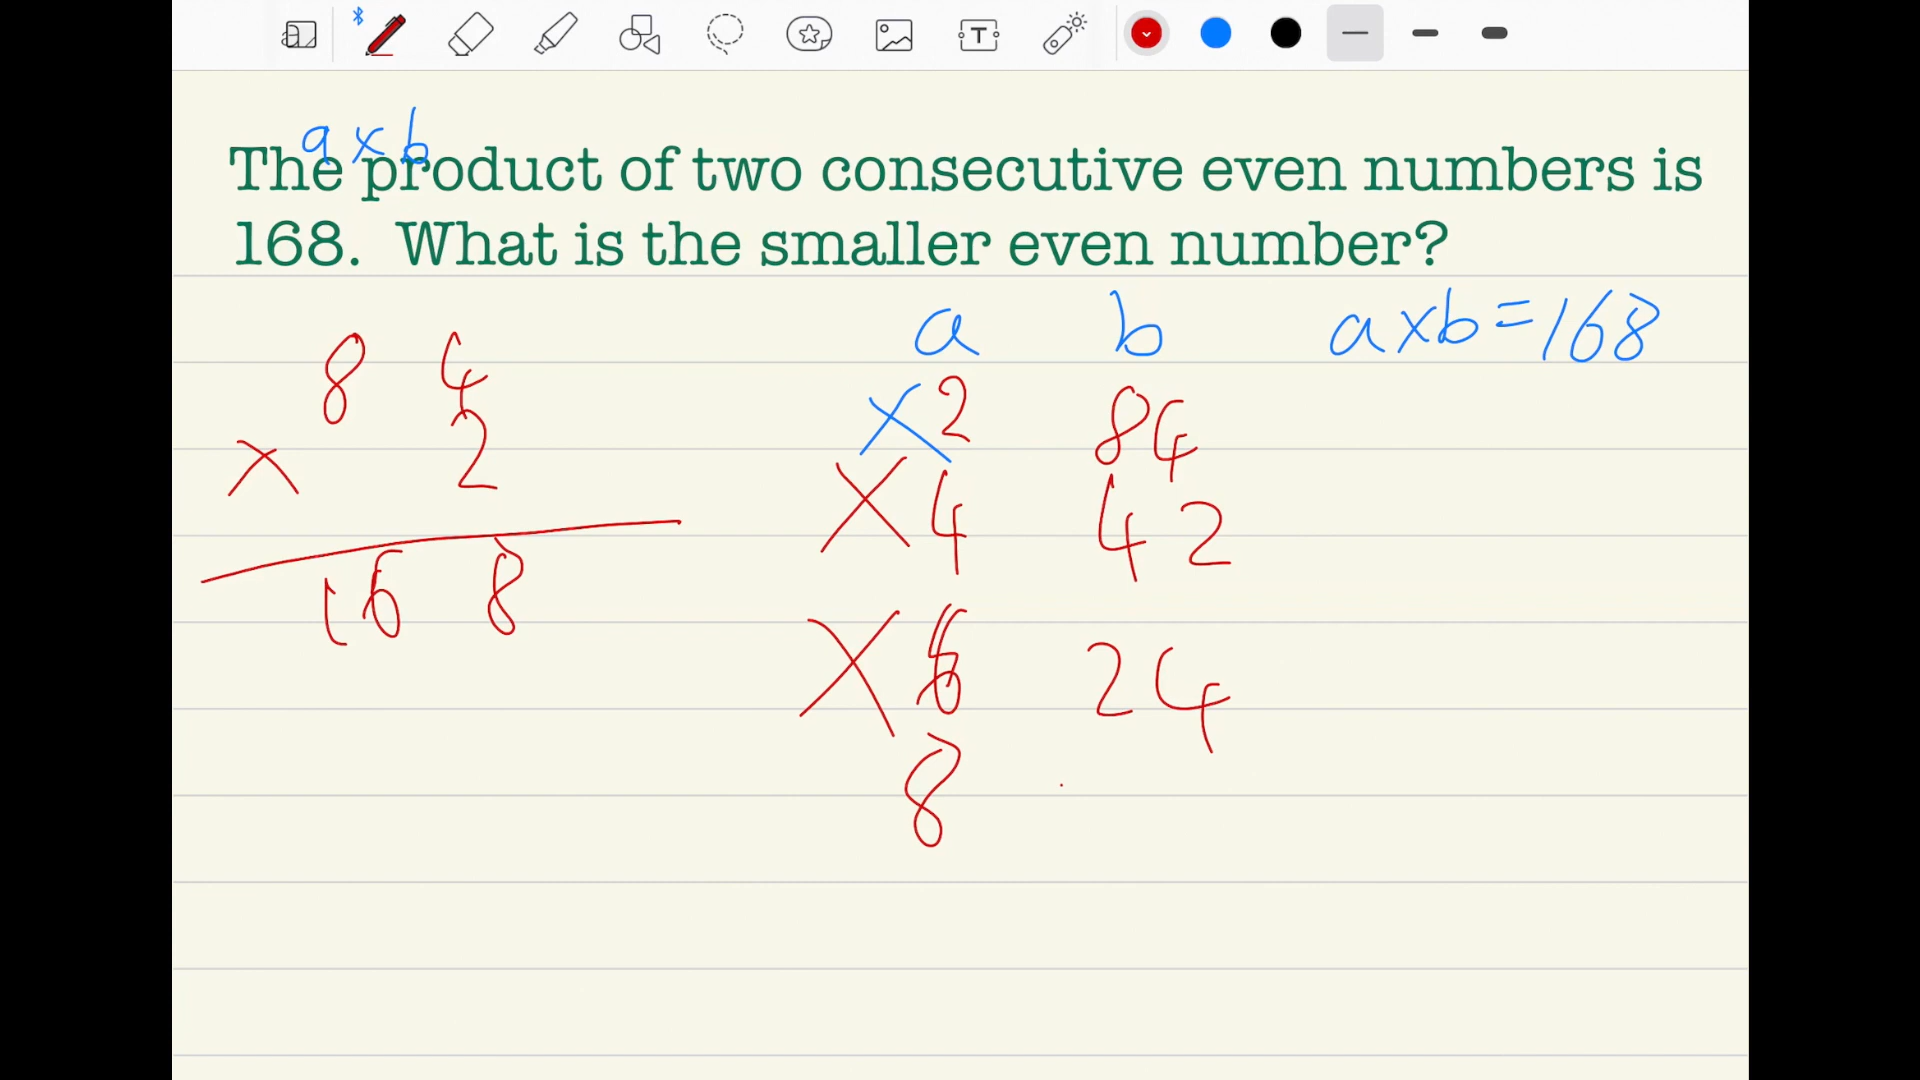 a x b
The product of two consecutive even numbers is
168. What is the smaller even number?
a b a x b = 168
8 4
x 2
168
X 2 84
X 4 42
X 6 24
8